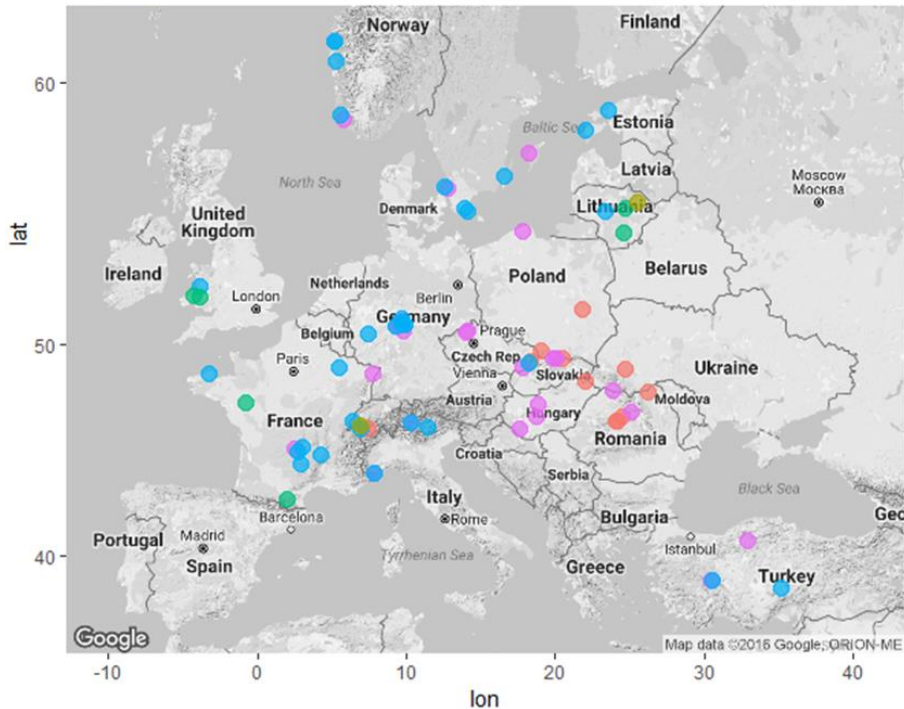 Norway
Finland
60
Estonia
Baltic Sea
Latvia
Moscow
МОСКВА
North Sea
Denmark
Lithuania
United
Kingdom
Ireland
Netherlands
Berlin
Poland
Belarus
London
Germany
Belgium
Prague
50
Paris
Czech Rep
Vienna
Slovakia
Ukraine
Austria
Moldova
France
Hungary
Romania
Croatia
Serbia
Italy
Black Sea
Barcelona
Rome
Bulgaria
Geo
Portugal
Madrid
Istanbul
40
Spain
Tyrrhenian Sea
Greece
Turkey
Google
Map data ©2016 Google, ORION-ME
-10
0
10
20
30
40
lon
lat